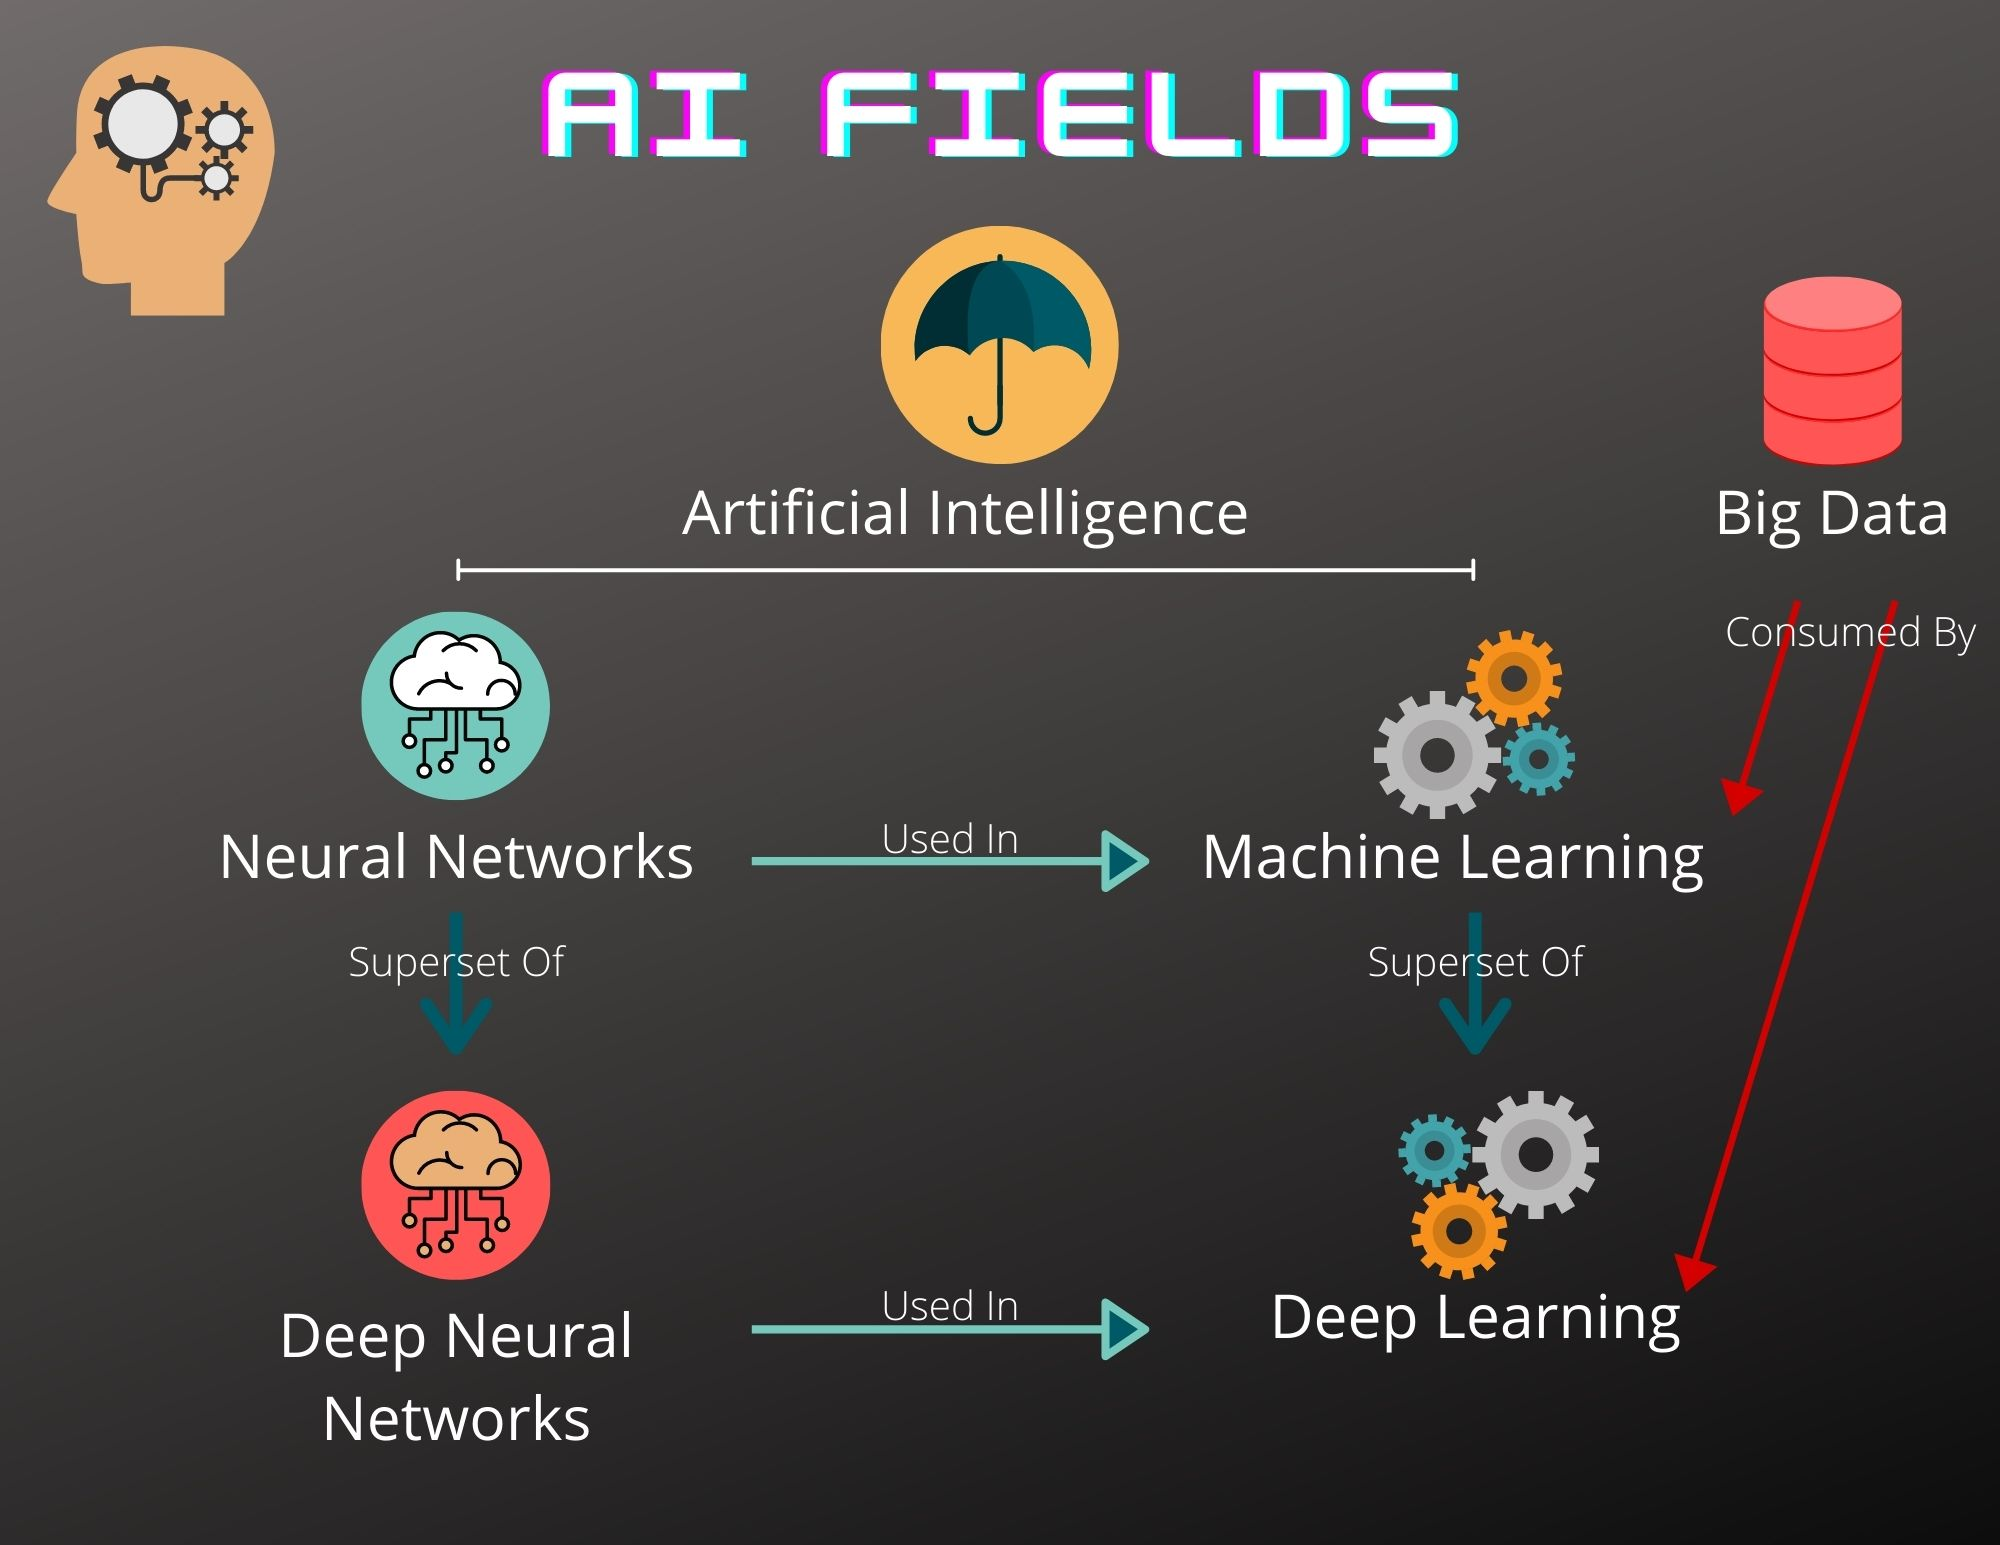 AI FIELDS
Artificial Intelligence
Big Data
Consumed By
Neural Networks
Used In
Machine Learning
Superset Of
Superset Of
Deep Neural
Networks
Used In
Deep Learning